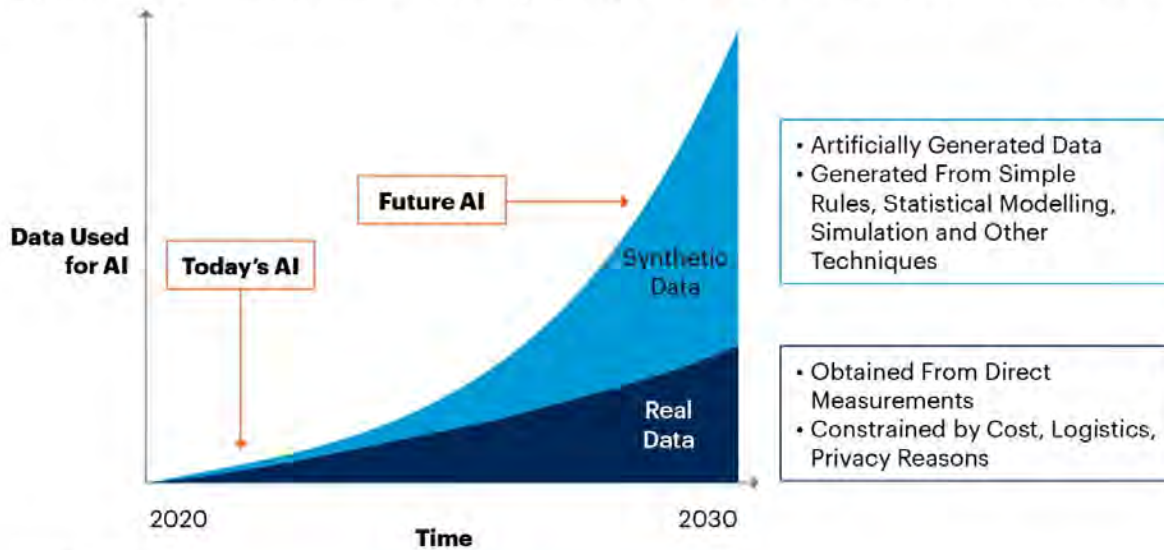 Data Used
for AI
Today's AI
Future AI
Synthetic
Data
Real
Data
• Artificially Generated Data
• Generated From Simple
Rules, Statistical Modelling,
Simulation and Other
Techniques
• Obtained From Direct
Measurements
• Constrained by Cost, Logistics,
Privacy Reasons
2020
2030
Time